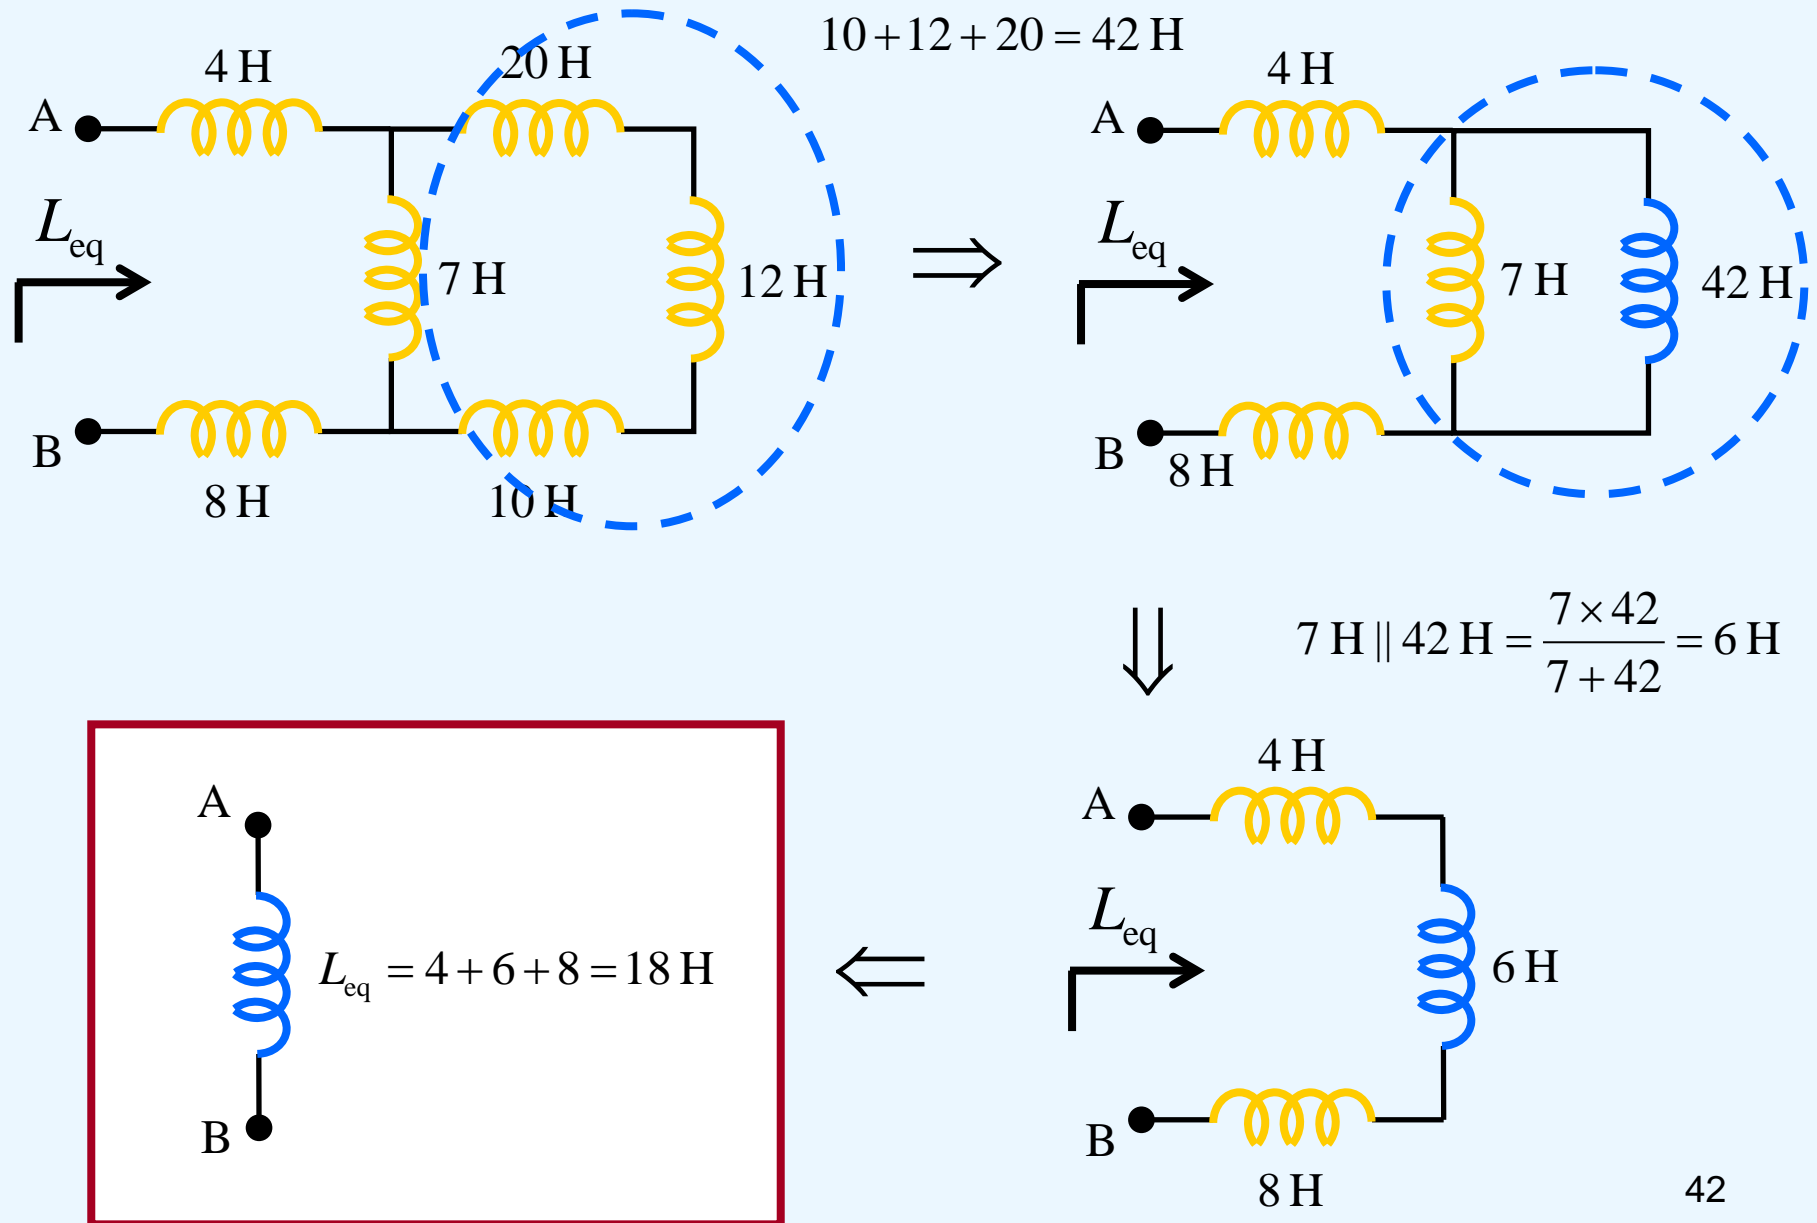 10 + 12 + 20 = 42 H
4 H
20 H
A
L_eq
7 H
12 H
B
8 H
10 H
⇒
4 H
A
L_eq
7 H
42 H
B
8 H
⇓
7 H || 42 H = (7 × 42)/(7 + 42) = 6 H
4 H
A
L_eq
6 H
B
8 H
⇐
A
L_eq = 4 + 6 + 8 = 18 H
B
42